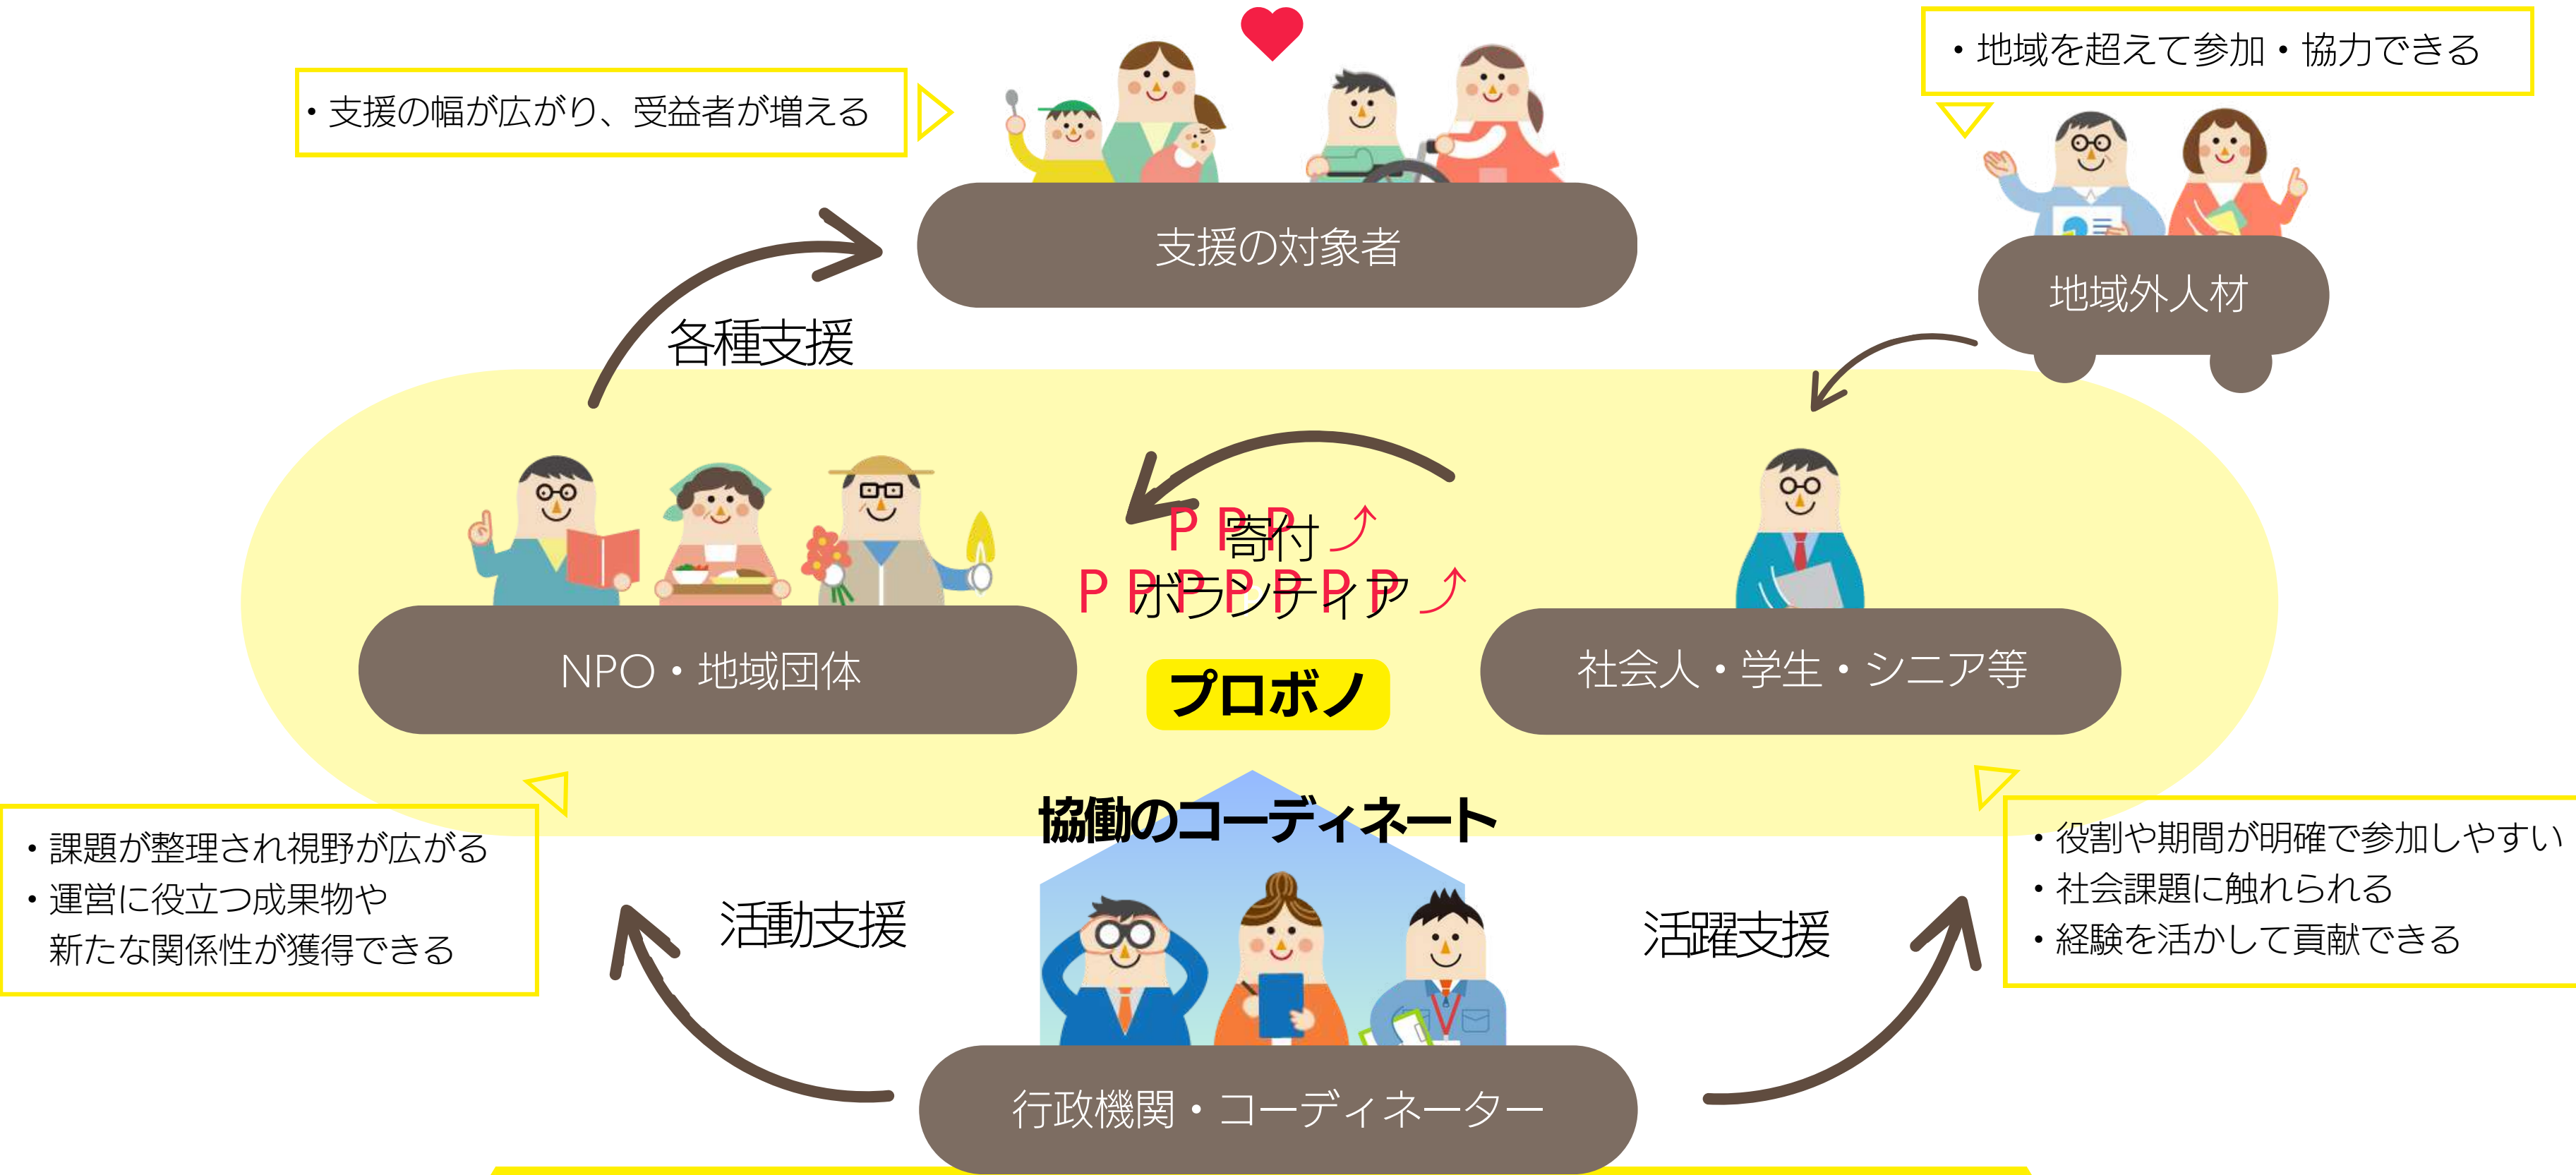 ・地域を超えて参加・協力できる
・支援の幅が広がり、受益者が増える
支援の対象者
地域外人材
各種支援
P P P ⤴
寄付
P P P P P P P ⤴
ボランティア
NPO・地域団体
プロボノ
社会人・学生・シニア等
協働のコーディネート
・課題が整理され視野が広がる
・運営に役立つ成果物や
新たな関係性が獲得できる
活動支援
活躍支援
・役割や期間が明確で参加しやすい
・社会課題に触れられる
・経験を活かして貢献できる
行政機関・コーディネーター